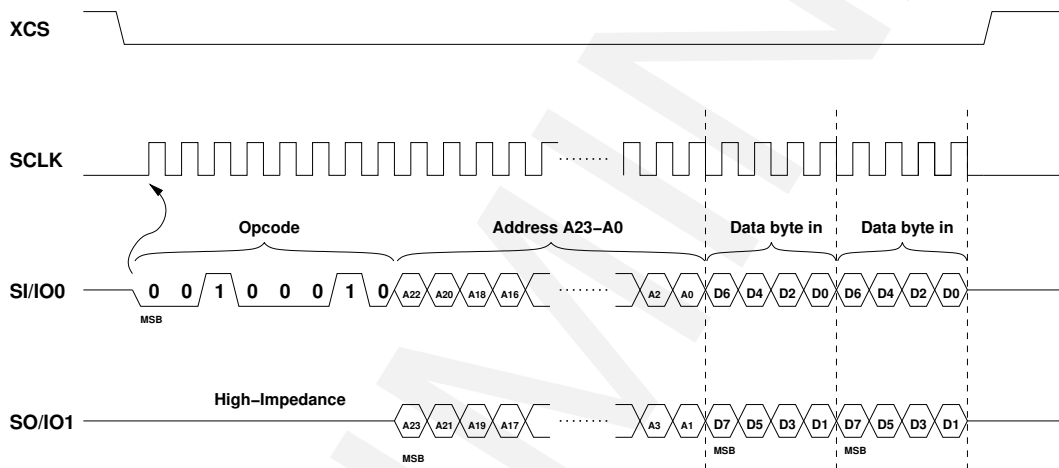 XCS
SCLK
Opcode Address A23–A0 Data byte in Data byte in
SI/IO0 0 0 1 0 0 0 1 0 A22 A20 A18 A16 A2 A0 D6 D4 D2 D0 D6 D4 D2 D0
MSB
High–Impedance
SO/IO1 A23 A21 A19 A17 A3 A1 D7 D5 D3 D1 D7 D5 D3 D1
MSB MSB MSB